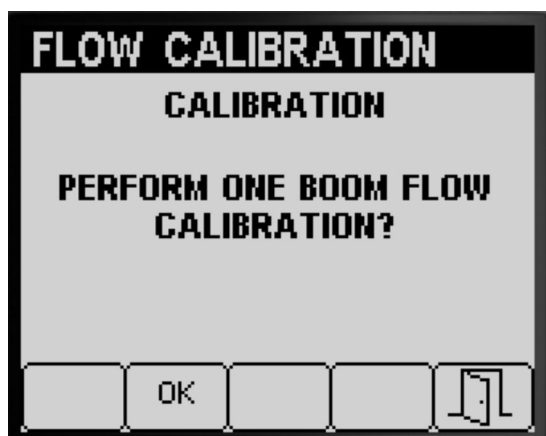 FLOW CALIBRATION
CALIBRATION
PERFORM ONE BOOM FLOW
CALIBRATION?
OK